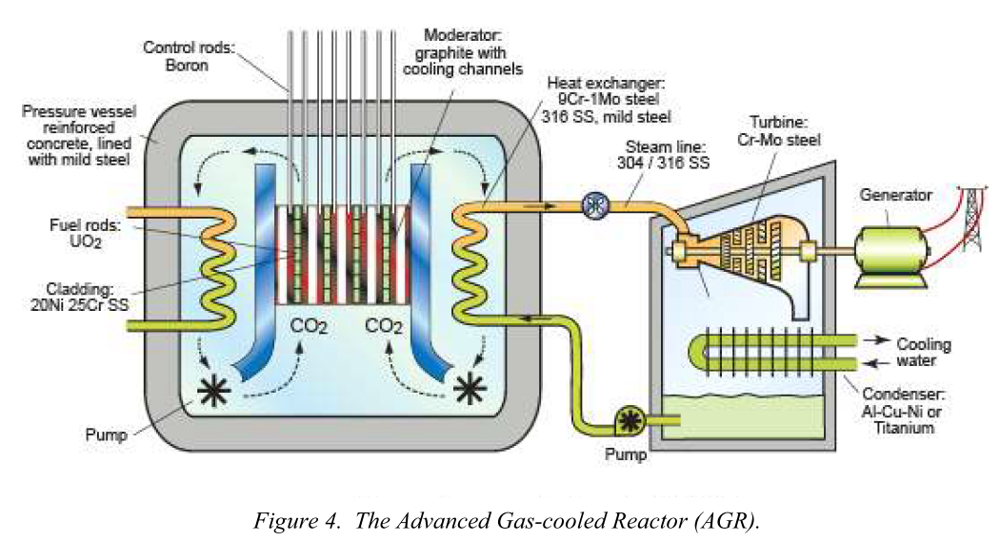 Control rods:
Boron
Moderator:
graphite with
cooling channels
Pressure vessel
reinforced
concrete, lined
with mild steel
Heat exchanger:
9Cr-1Mo steel
316 SS, mild steel
Steam line:
304 / 316 SS
Turbine:
Cr-Mo steel
Generator
Fuel rods:
UO2
Cladding:
20Ni 25Cr SS
CO2
CO2
Pump
Pump
Cooling
water
Condenser:
Al-Cu-Ni or
Titanium
Figure 4. The Advanced Gas-cooled Reactor (AGR).